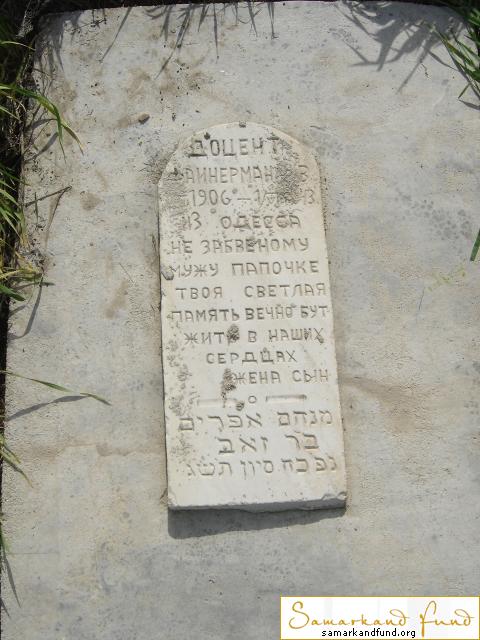 ДОЦЕНТ
ВАЙНЕРМАН
1906 —
ИЗ ОДЕССА
НЕ ЗАБВЕНОМУ
МУЖУ ПАПОЧКЕ
ТВОЯ СВЕТЛАЯ
ПАМЯТЬ ВЕЧНО БУТ
ЖИТЬ В НАШИХ
СЕРДЦАХ
ЖЕНА СЫН
מנחם אפרים
בר זאב
נפ כח סיון תשג
Samarkand Fund
samarkandfund.org